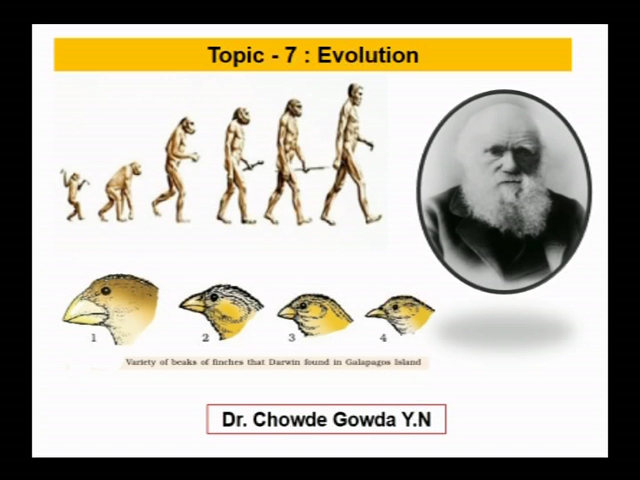 Topic - 7 : Evolution
1 2 3 4
Variety of beaks of finches that Darwin found in Galapagos Island
Dr. Chowde Gowda Y.N